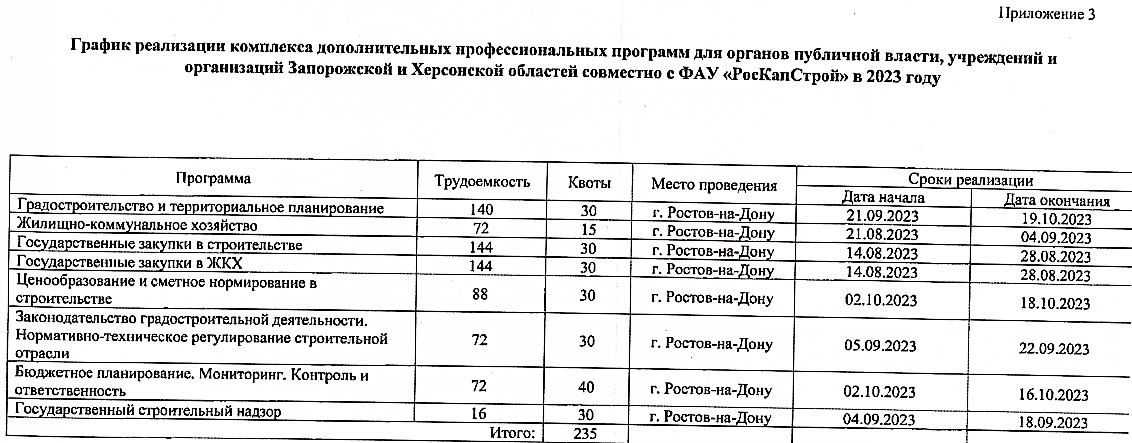 Приложение 3
График реализации комплекса дополнительных профессиональных программ для органов публичной власти, учреждений и
организаций Запорожской и Херсонской областей совместно с ФАУ «РосКапСтрой» в 2023 году
Программа Трудоемкость Квоты Место проведения Сроки реализации
Дата начала Дата окончания
Градостроительство и территориальное планирование 140 30 г. Ростов-на-Дону 21.09.2023 19.10.2023
Жилищно-коммунальное хозяйство 72 15 г. Ростов-на-Дону 21.08.2023 04.09.2023
Государственные закупки в строительстве 144 30 г. Ростов-на-Дону 14.08.2023 28.08.2023
Государственные закупки в ЖКХ 144 30 г. Ростов-на-Дону 14.08.2023 28.08.2023
Ценообразование и сметное нормирование в
строительстве 88 30 г. Ростов-на-Дону 02.10.2023 18.10.2023
Законодательство градостроительной деятельности.
Нормативно-техническое регулирование строительной
отрасли 72 30 г. Ростов-на-Дону 05.09.2023 22.09.2023
Бюджетное планирование. Мониторинг. Контроль и
ответственность 72 40 г. Ростов-на-Дону 02.10.2023 16.10.2023
Государственный строительный надзор 16 30 г. Ростов-на-Дону 04.09.2023 18.09.2023
Итого: 235